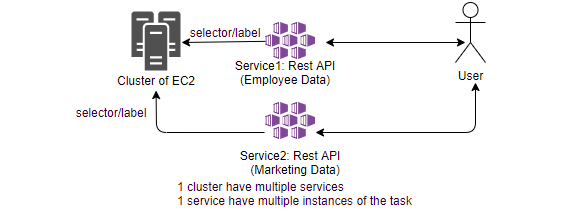 selector/label
Cluster of EC2
Service1: Rest API
(Employee Data)
User
selector/label
Service2: Rest API
(Marketing Data)
1 cluster have multiple services
1 service have multiple instances of the task